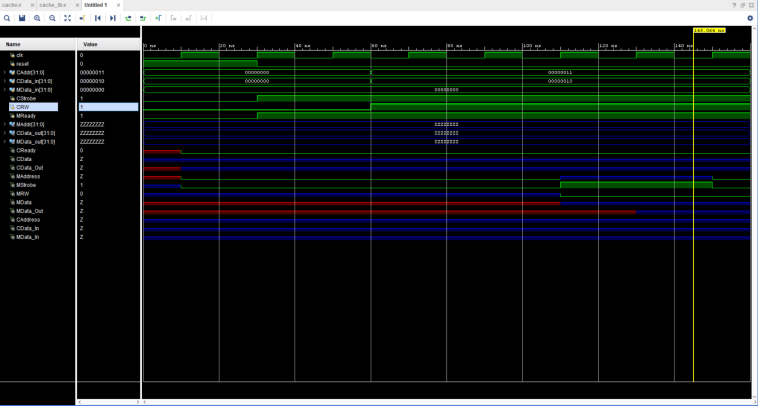 cache.v × cache_tb.v × Untitled 1 ×
145.000 ns
Name Value
0 ns 20 ns 40 ns 60 ns 80 ns 100 ns 120 ns 140 ns
clk 0
reset 0
CAddr[31:0] 00000011 00000000 00000011
CData_in[31:0] 00000010 00000000 00000010
MData_in[31:0] 00000000 00000000
CStrobe 1
CRW 1
MReady 1
MAddr[31:0] ZZZZZZZZ ZZZZZZZZ
CData_out[31:0] ZZZZZZZZ ZZZZZZZZ
MData_out[31:0] ZZZZZZZZ ZZZZZZZZ
CReady 0
CData Z
CData_Out Z
MAddress Z
MStrobe 1
MRW 0
MData Z
MData_Out Z
CAddress Z
CData_In Z
MData_In Z